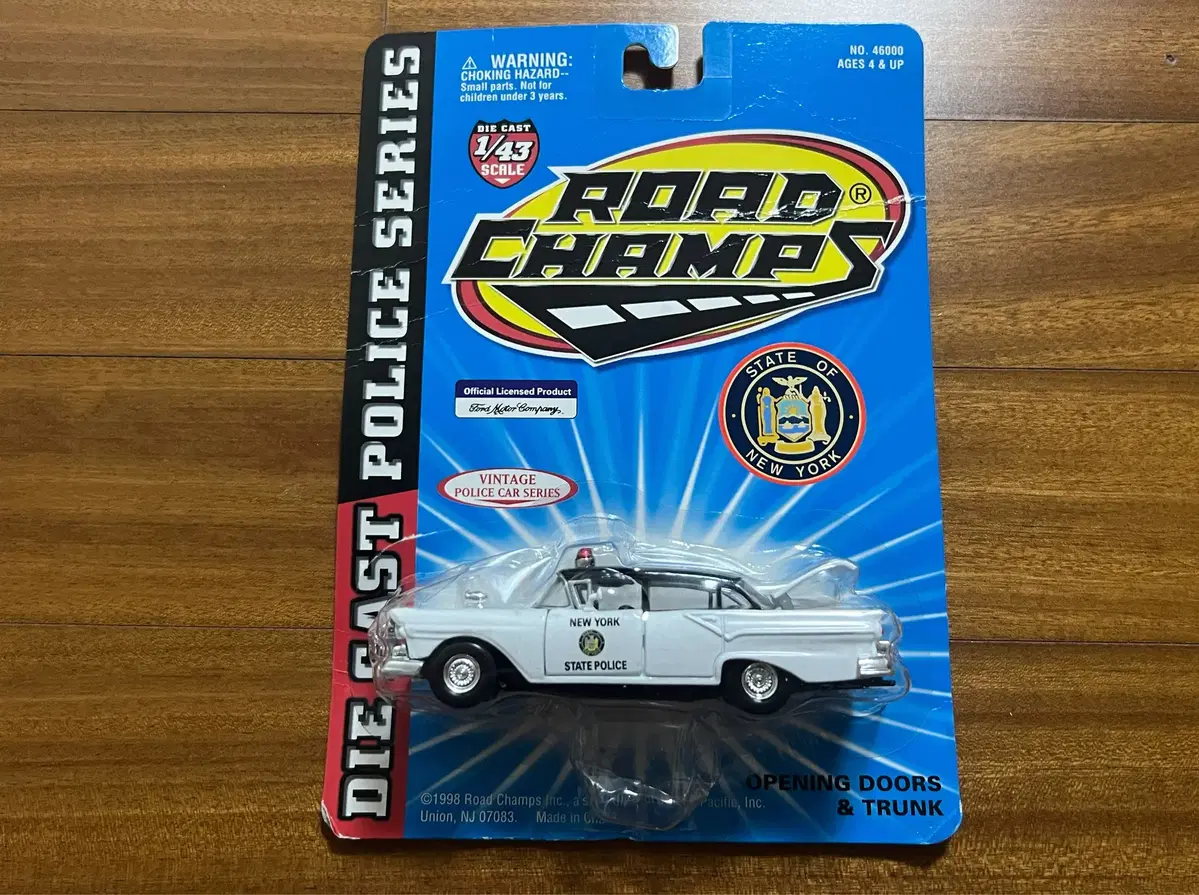 DIE CAST POLICE SERIES
⚠ WARNING:
CHOKING HAZARD--
Small parts. Not for
children under 3 years.
NO. 46000
AGES 4 & UP
DIE CAST
1/43
SCALE
ROAD ®
CHAMPS
Official Licensed Product
Ford Motor Company.
STATE OF
NEW YORK
VINTAGE
POLICE CAR SERIES
NEW YORK
STATE POLICE
OPENING DOORS
& TRUNK
©1998 Road Champs Inc., a Pacific, Inc.
Union, NJ 07083. Made in